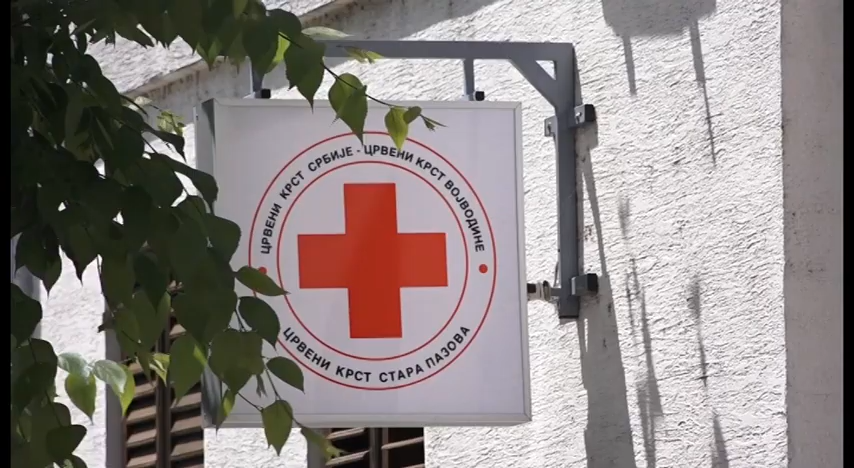 ЦРВЕНИ КРСТ СРБИЈЕ - ЦРВЕНИ КРСТ ВОЈВОДИНЕ
ЦРВЕНИ КРСТ СТАРА ПАЗОВА